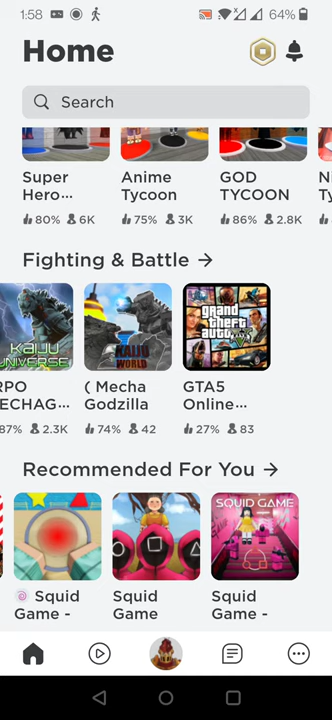 1:58
64%
Home
Search
Super
Hero...
80% 6K
Anime
Tycoon
75% 3K
GOD
TYCOON
86% 2.8K
Fighting & Battle →
KAIJU
UNIVERSE
RPO
ECHAG...
87% 2.3K
KAIJU
WORLD
( Mecha
Godzilla
74% 42
grand
theft
auto
V
GTA5
Online...
27% 83
Recommended For You →
Squid
Game -
Squid
Game
SQUID GAME
Squid
Game -